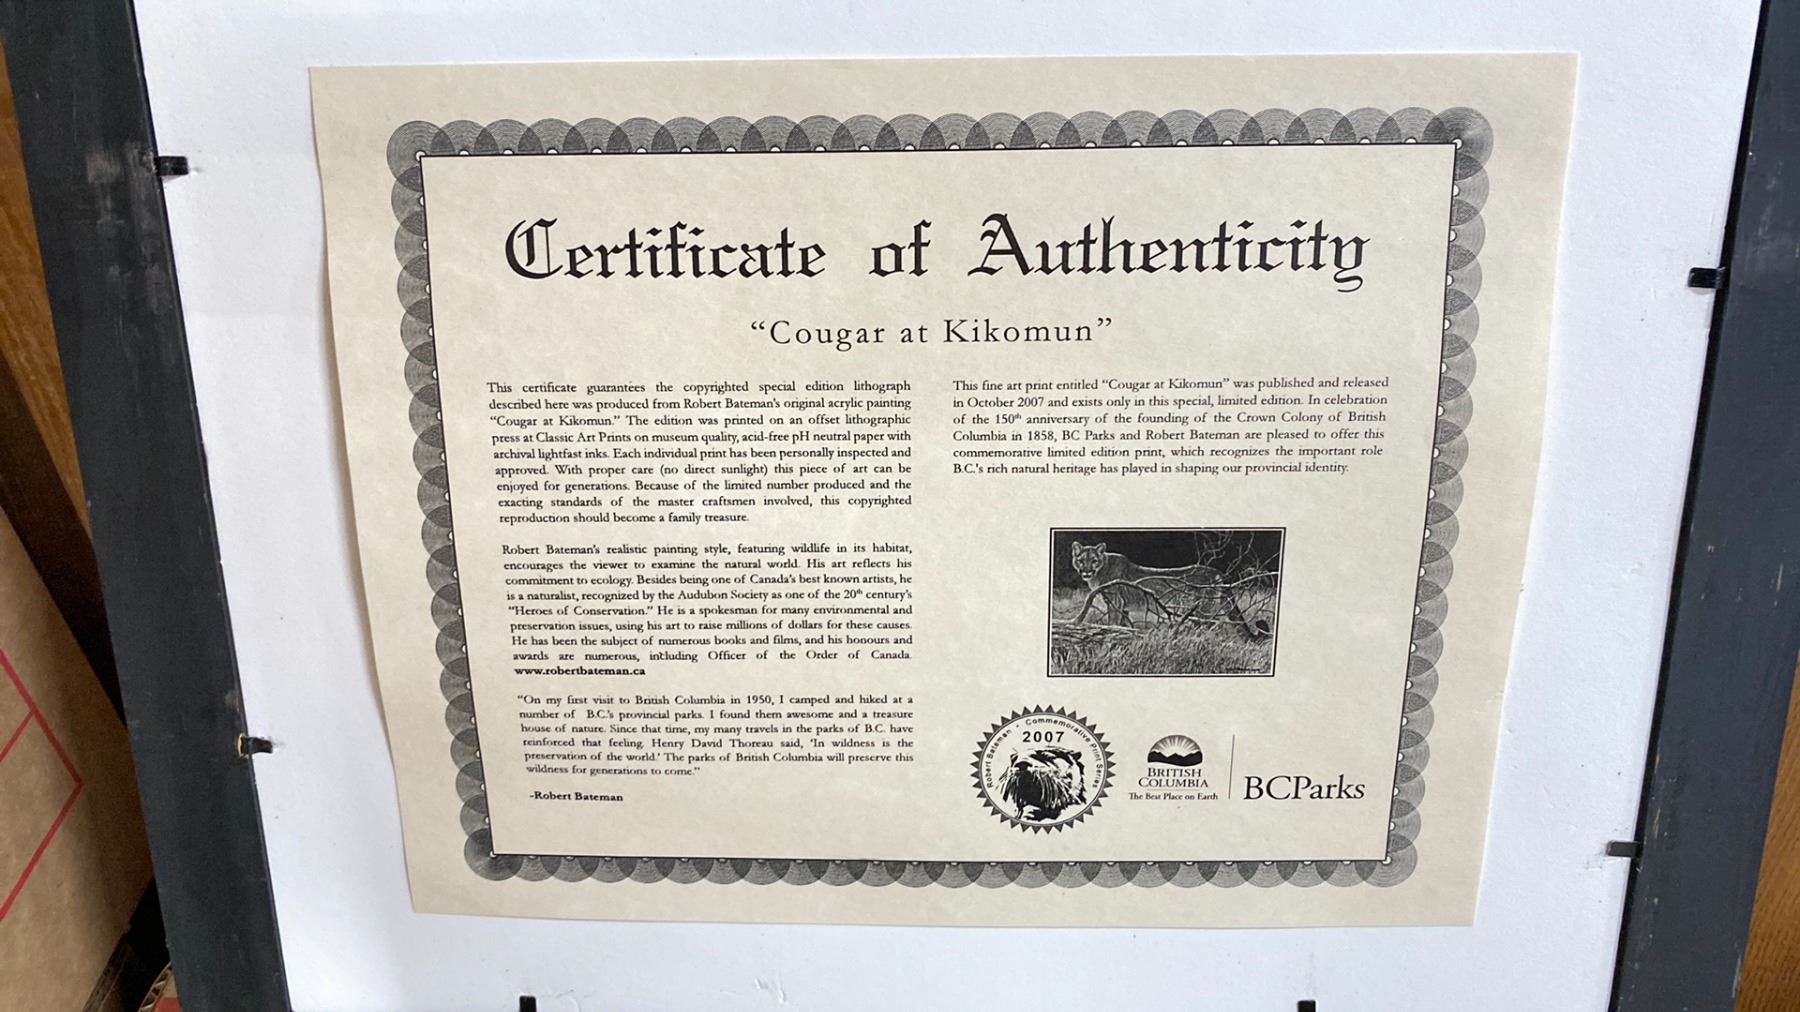 Certificate of Authenticity
“Cougar at Kikomun”
This certificate guarantees the copyrighted special edition lithograph
described here was produced from Robert Bateman's original acrylic painting
“Cougar at Kikomun.” The edition was printed on an offset lithographic
press at Classic Art Prints on museum quality, acid-free pH neutral paper with
archival lightfast inks. Each individual print has been personally inspected and
approved. With proper care (no direct sunlight) this piece of art can be
enjoyed for generations. Because of the limited number produced and the
exacting standards of the master craftsmen involved, this copyrighted
reproduction should become a family treasure.
Robert Bateman's realistic painting style, featuring wildlife in its habitat,
encourages the viewer to examine the natural world. His art reflects his
commitment to ecology. Besides being one of Canada's best known artists, he
is a naturalist, recognized by the Audubon Society as one of the 20th century's
“Heroes of Conservation.” He is a spokesman for many environmental and
preservation issues, using his art to raise millions of dollars for these causes.
He has been the subject of numerous books and films, and his honours and
awards are numerous, including Officer of the Order of Canada.
www.robertbateman.ca
“On my first visit to British Columbia in 1950, I camped and hiked at a
number of B.C.'s provincial parks. I found them awesome and a treasure
house of nature. Since that time, my many travels in the parks of B.C. have
reinforced that feeling. Henry David Thoreau said, 'In wildness is the
preservation of the world.' The parks of British Columbia will preserve this
wildness for generations to come.”
-Robert Bateman
This fine art print entitled “Cougar at Kikomun” was published and released
in October 2007 and exists only in this special, limited edition. In celebration
of the 150th anniversary of the founding of the Crown Colony of British
Columbia in 1858, BC Parks and Robert Bateman are pleased to offer this
commemorative limited edition print, which recognizes the important role
B.C.'s rich natural heritage has played in shaping our provincial identity.
Robert Bateman · Commemorative Print Series
2007
BRITISH
COLUMBIA
The Best Place on Earth
BCParks